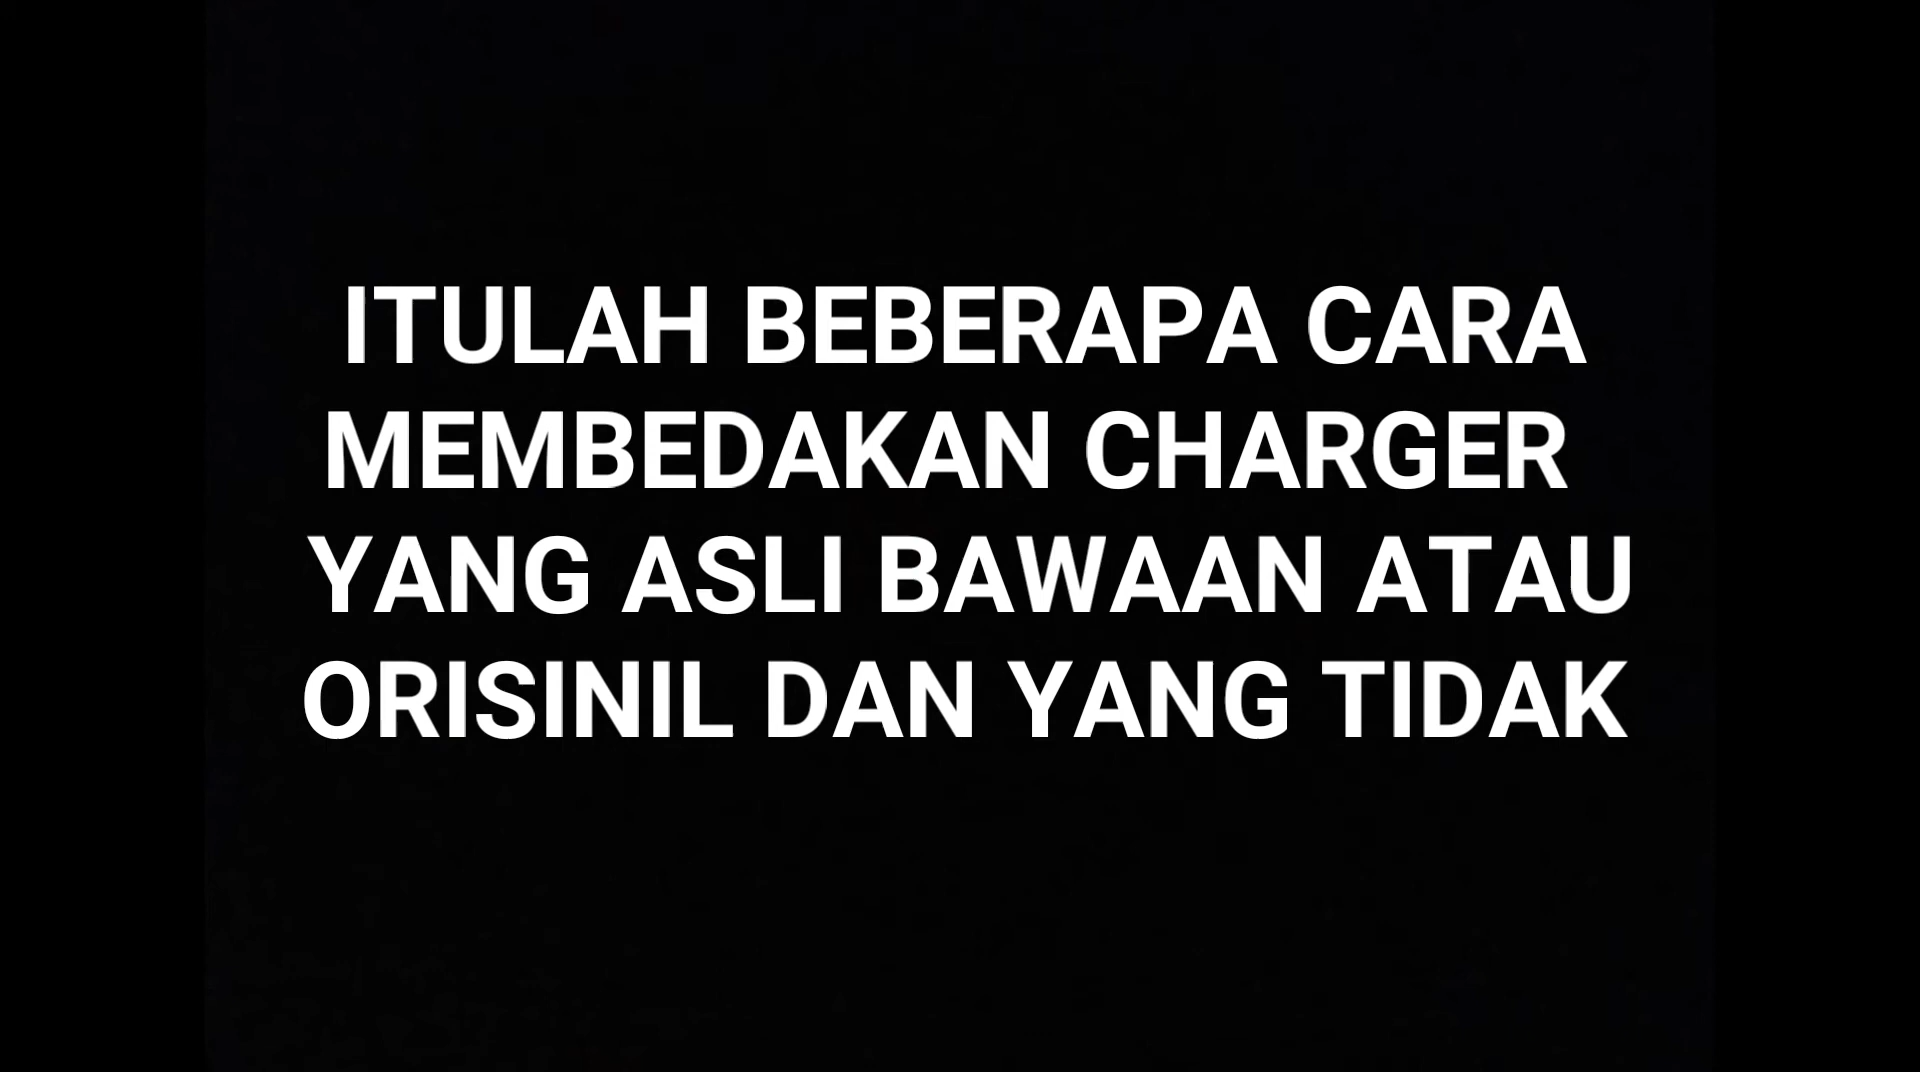 ITULAH BEBERAPA CARA
MEMBEDAKAN CHARGER
YANG ASLI BAWAAN ATAU
ORISINIL DAN YANG TIDAK